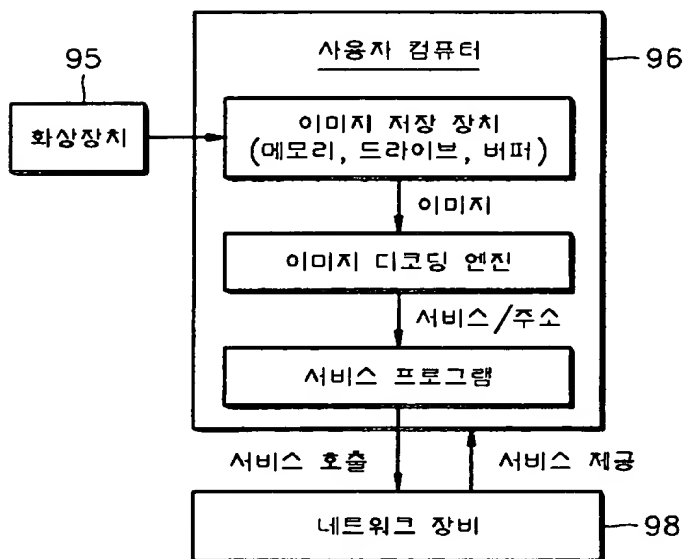 95
사용자 컴퓨터
96
화상장치
이미지 저장 장치
(메모리, 드라이브, 버퍼)
이미지
이미지 디코딩 엔진
서비스/주소
서비스 프로그램
서비스 호출
서비스 제공
네트워크 장비
98